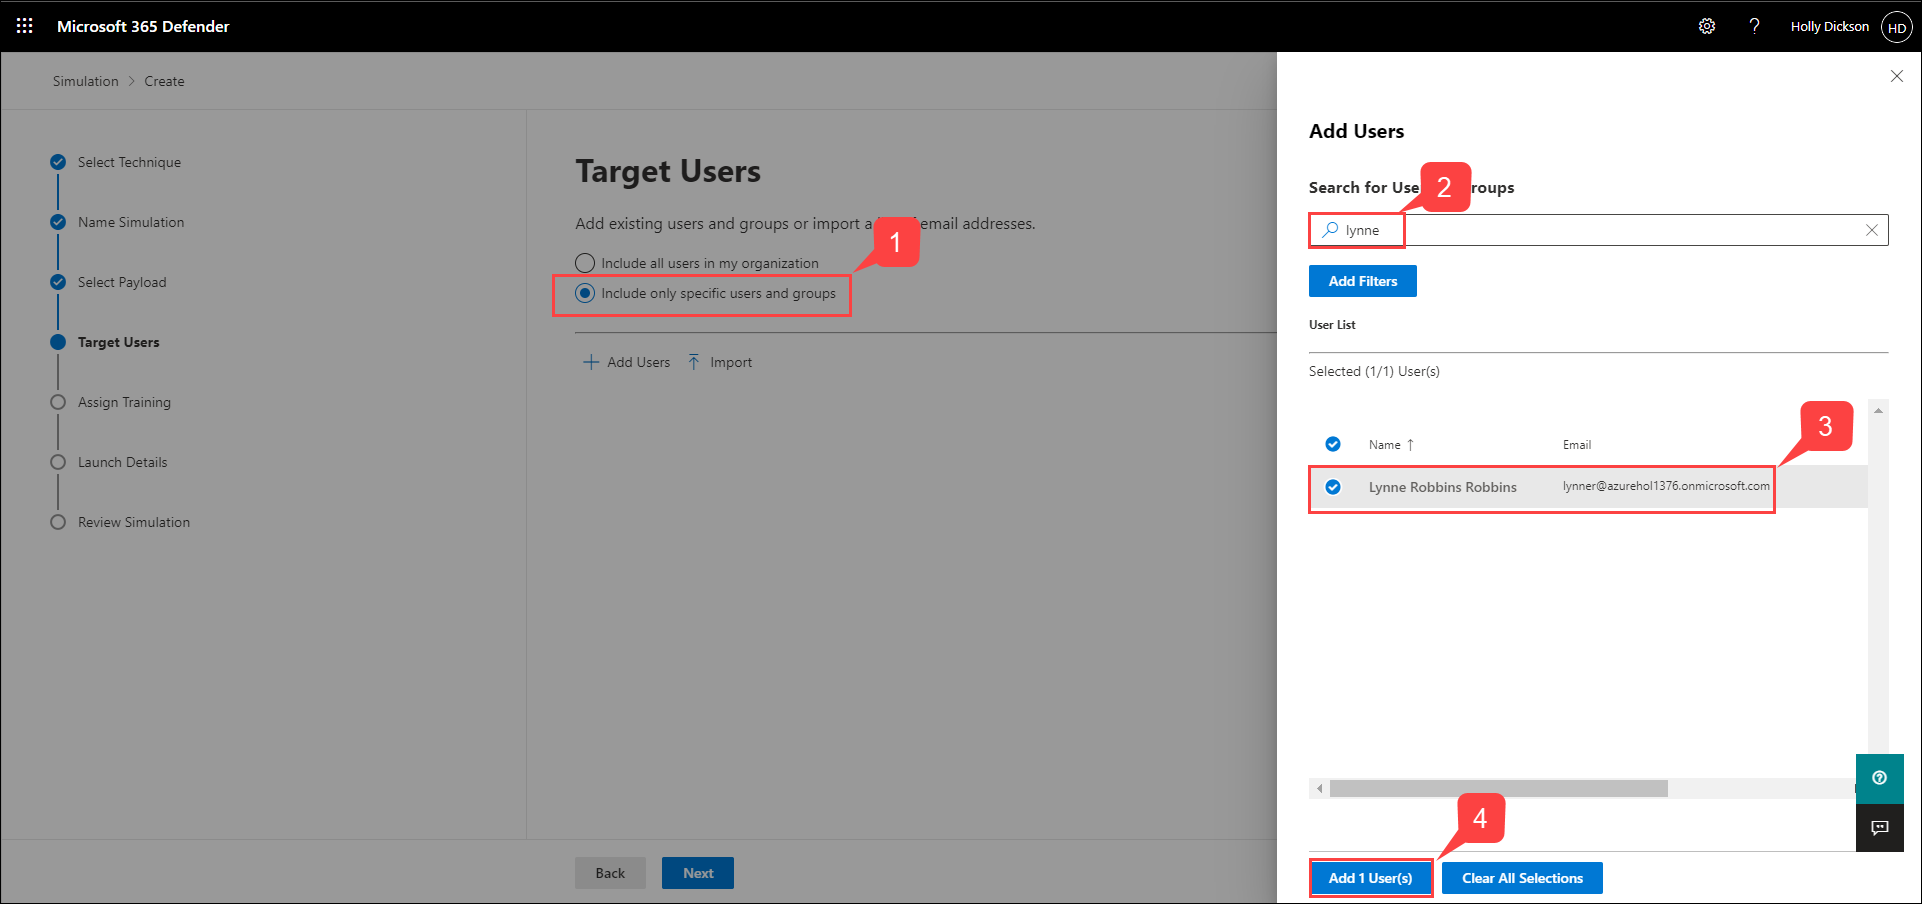 Microsoft 365 Defender
Holly Dickson
HD
Simulation > Create
Select Technique
Name Simulation
Select Payload
Target Users
Assign Training
Launch Details
Review Simulation
Target Users
Add existing users and groups or import a email addresses.
1
Include all users in my organization
Include only specific users and groups
Add Users
Import
Back
Next
Add Users
Search for Use roups
2
lynne
Add Filters
User List
Selected (1/1) User(s)
3
Name ↑ Email
Lynne Robbins Robbins lynner@azurehol1376.onmicrosoft.com
4
Add 1 User(s)
Clear All Selections